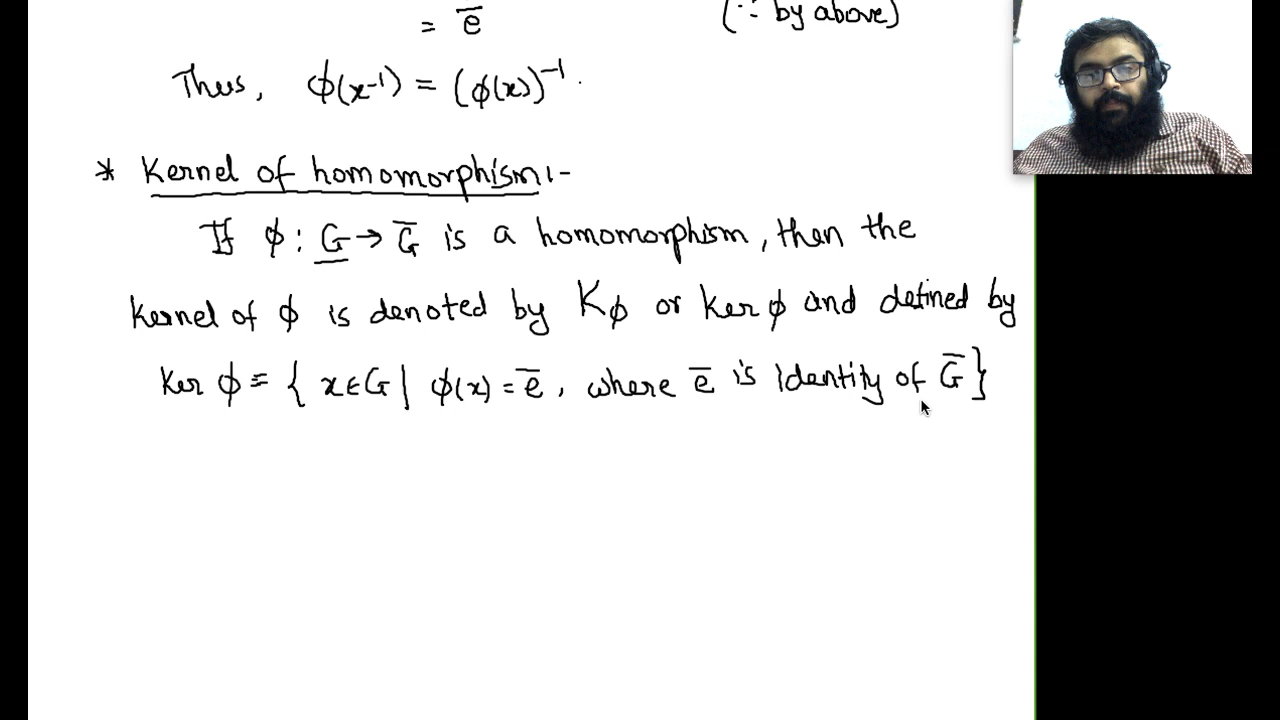 = e̅ (∵ by above)
Thus, ϕ(x⁻¹) = (ϕ(x))⁻¹.
* Kernel of homomorphism:-
If ϕ : G → G̅ is a homomorphism, then the
Kernel of ϕ is denoted by Kϕ or ker ϕ and defined by
Ker ϕ = { x ∈ G | ϕ(x) = e̅, where e̅ is identity of G̅ }